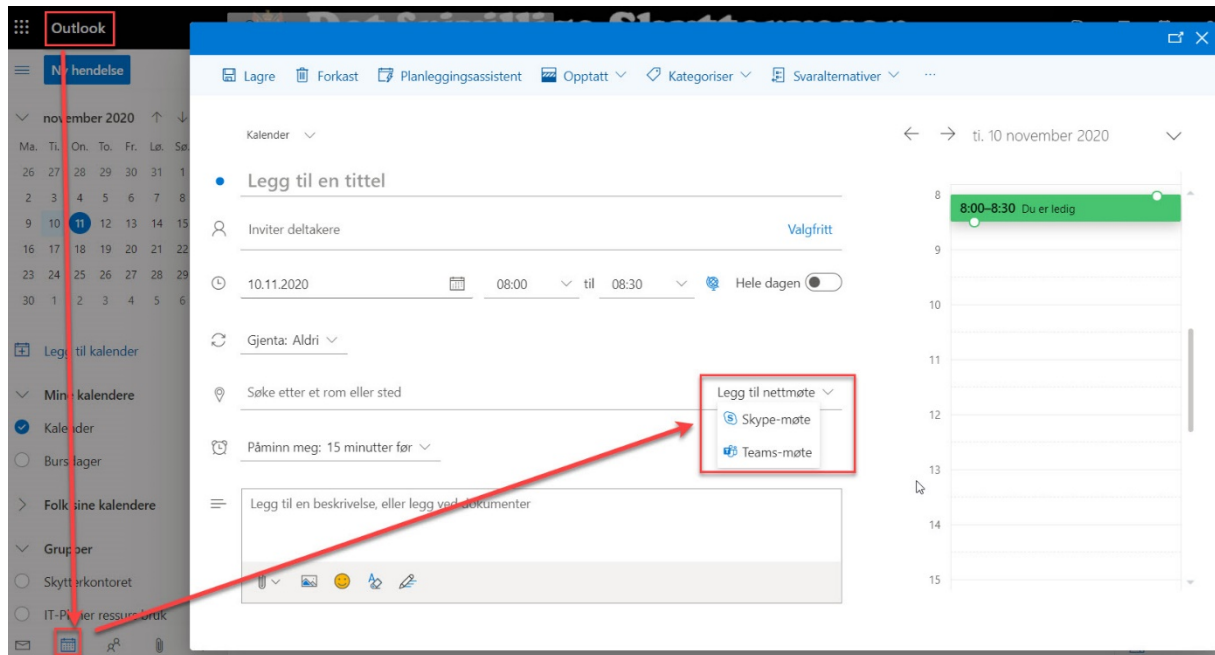 Outlook
Det frivillige Skyttervesen
Ny hendelse
november 2020
Ma. Ti. On. To. Fr. Lø. Sø.
26 27 28 29 30 31 1
2 3 4 5 6 7 8
9 10 11 12 13 14 15
16 17 18 19 20 21 22
23 24 25 26 27 28 29
30 1 2 3 4 5 6
Legg til kalender
Mine kalendere
Kalender
Bursdager
Folk sine kalendere
Grupper
Skytterkontoret
IT-Planer ressurs bruk
Lagre Forkast Planleggingsassistent Opptatt Kategoriser Svaralternativer ...
Kalender
Legg til en tittel
Inviter deltakere Valgfritt
10.11.2020 08:00 til 08:30 Hele dagen
Gjenta: Aldri
Søke etter et rom eller sted Legg til nettmøte
Skype-møte
Teams-møte
Påminn meg: 15 minutter før
Legg til en beskrivelse, eller legg ved dokumenter
ti. 10 november 2020
8
8:00–8:30 Du er ledig
9
10
11
12
13
14
15